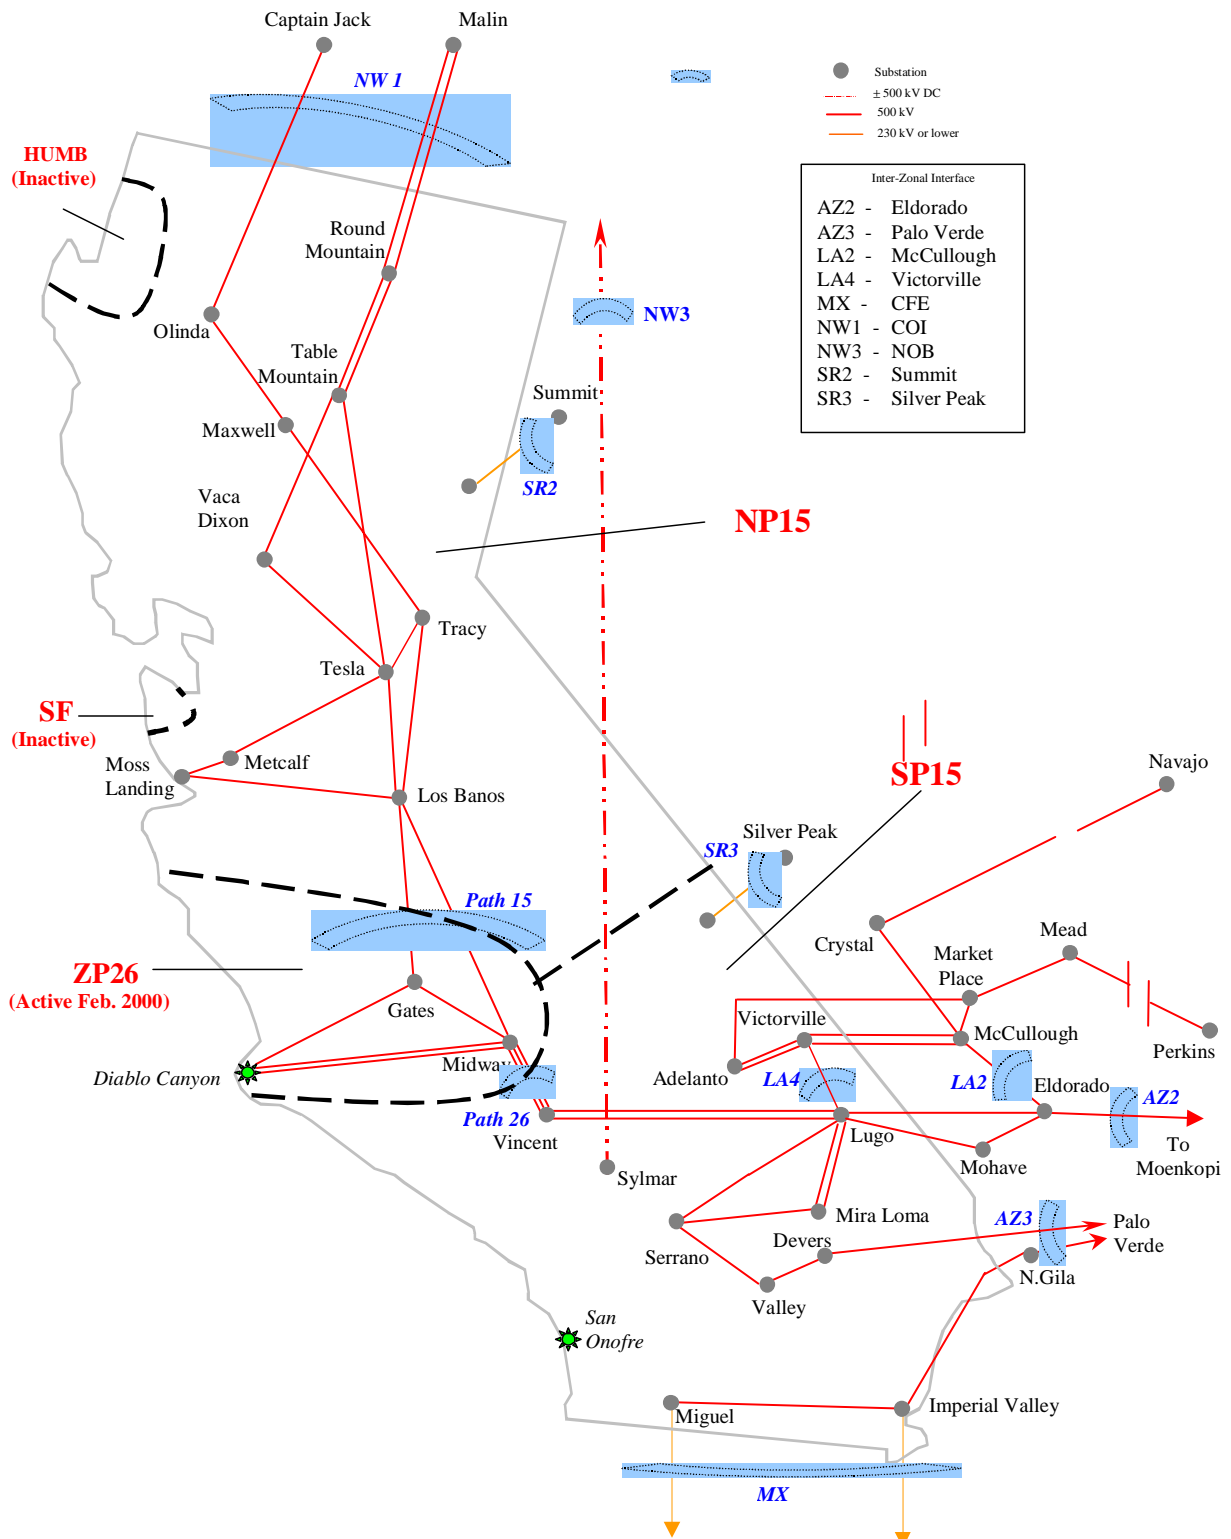 Captain Jack
Malin
NW 1
Substation
± 500 kV DC
500 kV
230 kV or lower
HUMB
(Inactive)
Inter-Zonal Interface
AZ2 - Eldorado
AZ3 - Palo Verde
LA2 - McCullough
LA4 - Victorville
MX - CFE
NW1 - COI
NW3 - NOB
SR2 - Summit
SR3 - Silver Peak
Round
Mountain
Olinda
NW3
Table
Mountain
Summit
Maxwell
SR2
Vaca
Dixon
NP15
Tracy
Tesla
SF
(Inactive)
Metcalf
Moss
Landing
Los Banos
SP15
Navajo
Silver Peak
SR3
Path 15
Crystal
Mead
Market
Place
ZP26
(Active Feb. 2000)
Gates
Victorville
McCullough
Perkins
Midway
Diablo Canyon
Adelanto
LA4
LA2
Eldorado
AZ2
Path 26
Vincent
Lugo
Mohave
To
Moenkopi
Sylmar
Mira Loma
AZ3
Palo
Verde
Serrano
Devers
N.Gila
Valley
San
Onofre
Miguel
Imperial Valley
MX